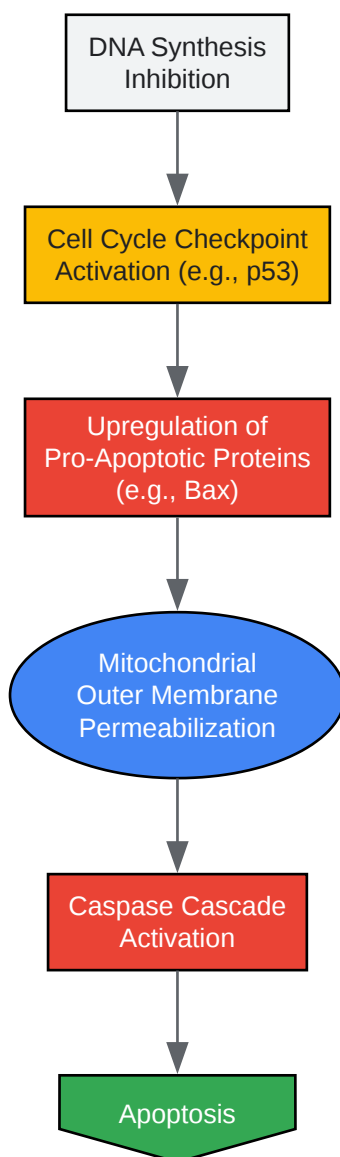 DNA Synthesis
Inhibition
Cell Cycle Checkpoint
Activation (e.g., p53)
Upregulation of
Pro-Apoptotic Proteins
(e.g., Bax)
Mitochondrial
Outer Membrane
Permeabilization
Caspase Cascade
Activation
Apoptosis